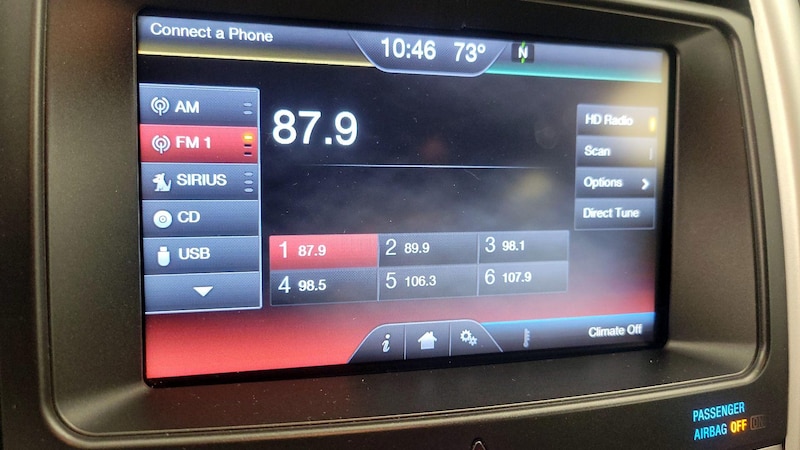 Connect a Phone
10:46 73° N
AM
FM 1
SIRIUS
CD
USB
87.9
HD Radio
Scan
Options
Direct Tune
1 87.9
2 89.9
3 98.1
4 98.5
5 106.3
6 107.9
i
Climate Off
PASSENGER
AIRBAG OFF ON